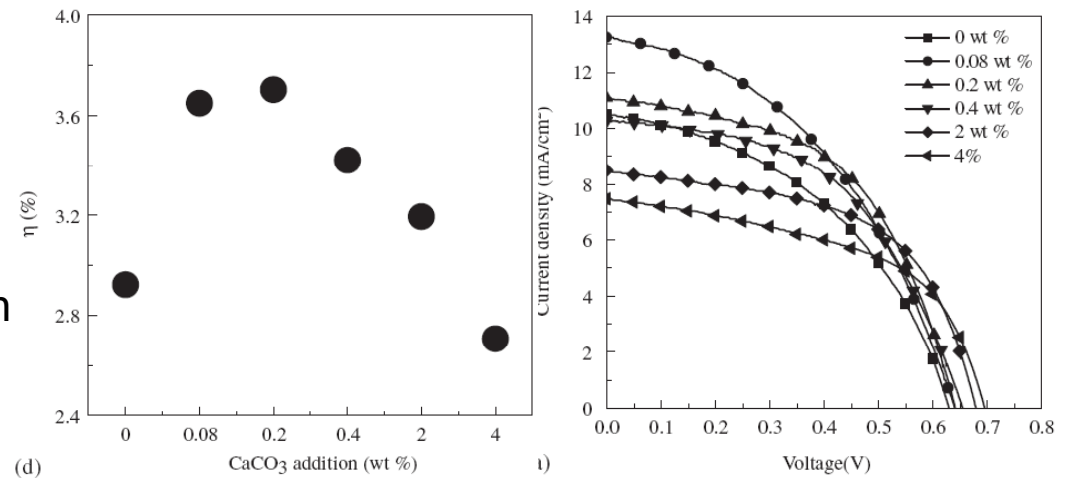 4.0
3.6
3.2
2.8
2.4
η (%)
0
0.08
0.2
0.4
2
4
CaCO3 addition (wt %)
(d)
n
14
12
10
8
6
4
2
0
Current density (mA/cm²)
0 wt %
0.08 wt %
0.2 wt %
0.4 wt %
2 wt %
4%
0.0
0.1
0.2
0.3
0.4
0.5
0.6
0.7
0.8
Voltage(V)
)